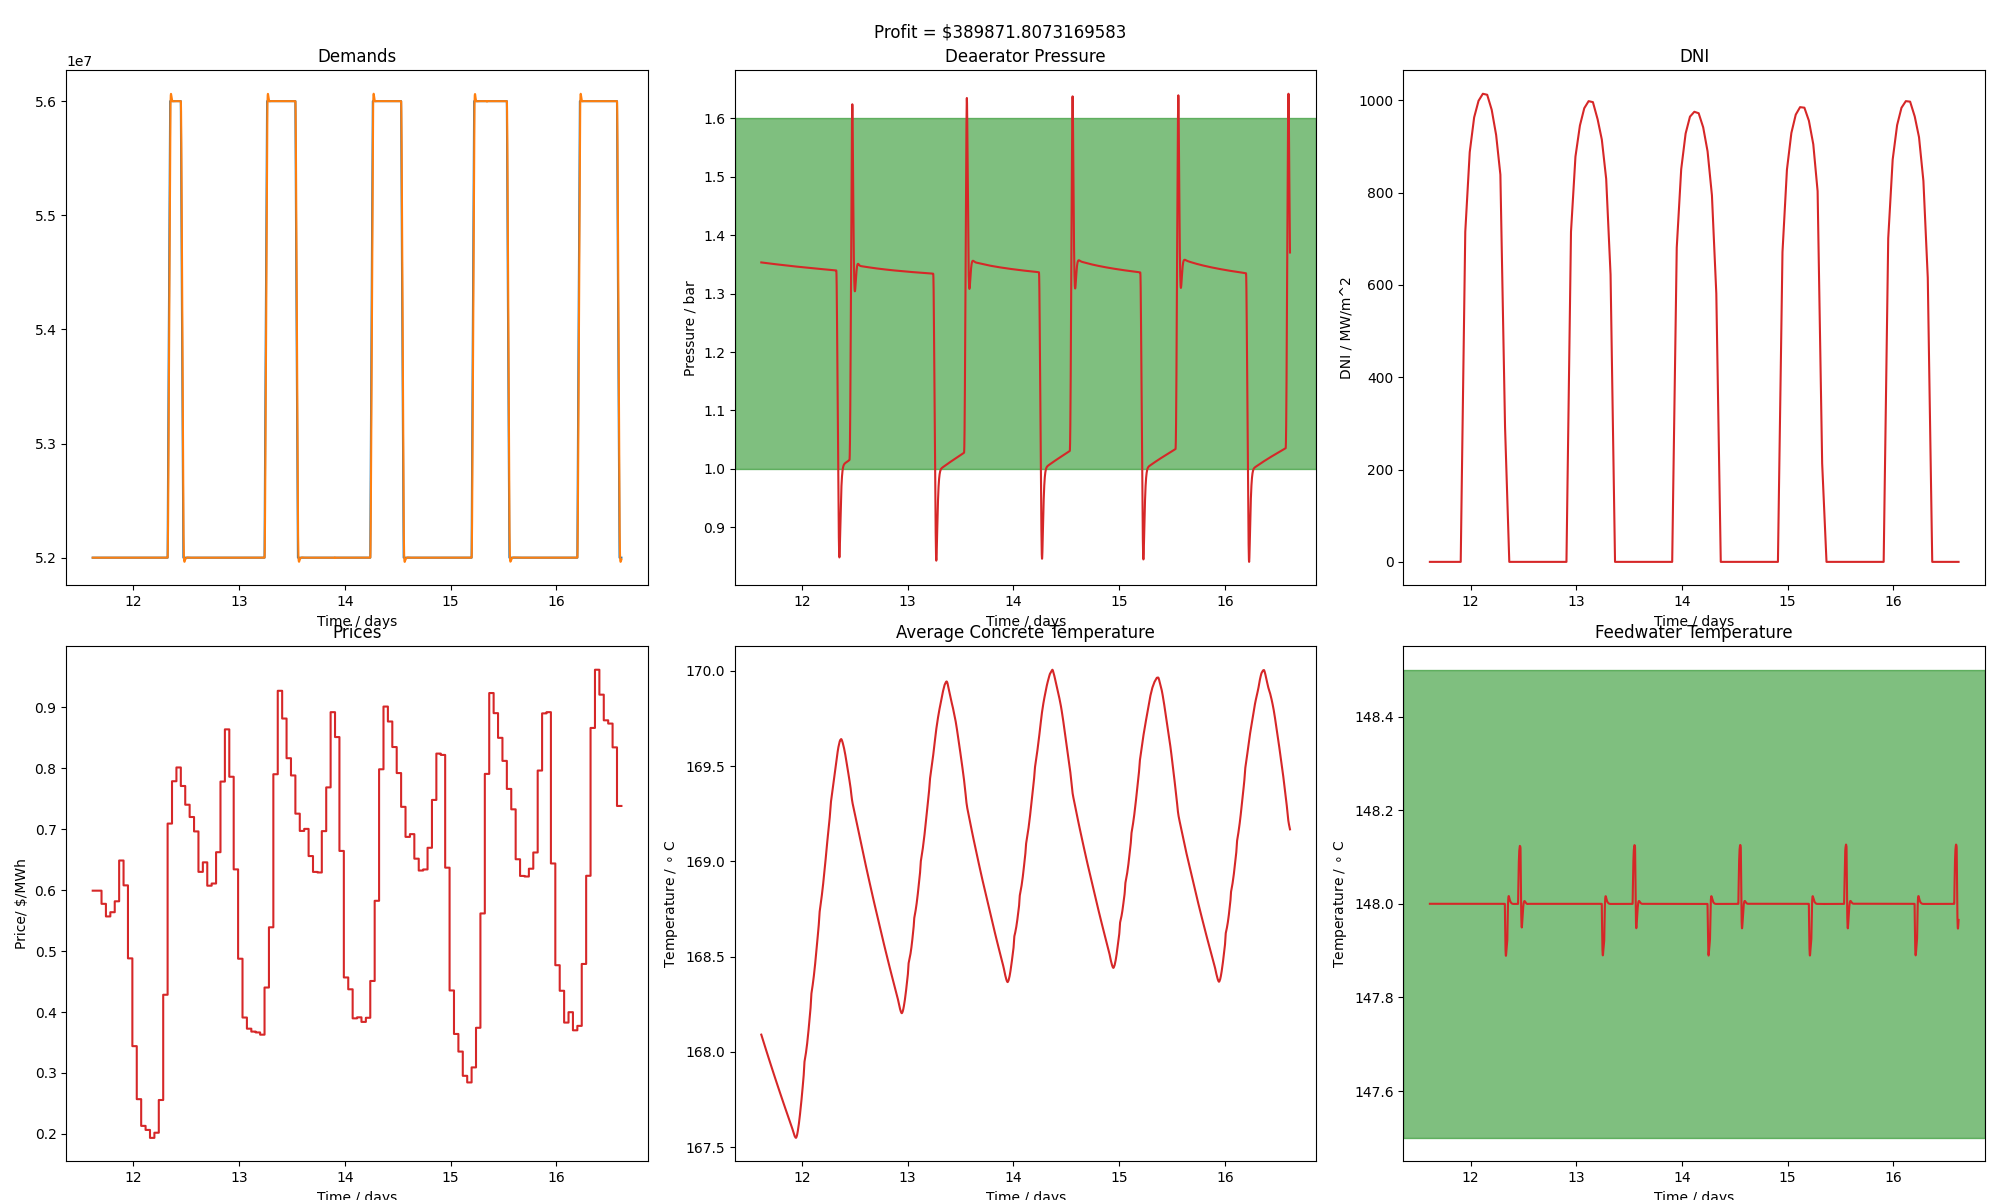 Profit = $389871.8073169583
Demands
1e7
5.6
5.5
5.4
5.3
5.2
12 13 14 15 16
Time / days
Deaerator Pressure
Pressure / bar
1.6
1.5
1.4
1.3
1.2
1.1
1.0
0.9
12 13 14 15 16
Time / days
DNI
DNI / MW/m^2
1000
800
600
400
200
0
12 13 14 15 16
Time / days
Prices
Price/ $/MWh
0.9
0.8
0.7
0.6
0.5
0.4
0.3
0.2
12 13 14 15 16
Time / days
Average Concrete Temperature
Temperature / ∘ C
170.0
169.5
169.0
168.5
168.0
167.5
12 13 14 15 16
Time / days
Feedwater Temperature
Temperature / ∘ C
148.4
148.2
148.0
147.8
147.6
12 13 14 15 16
Time / days